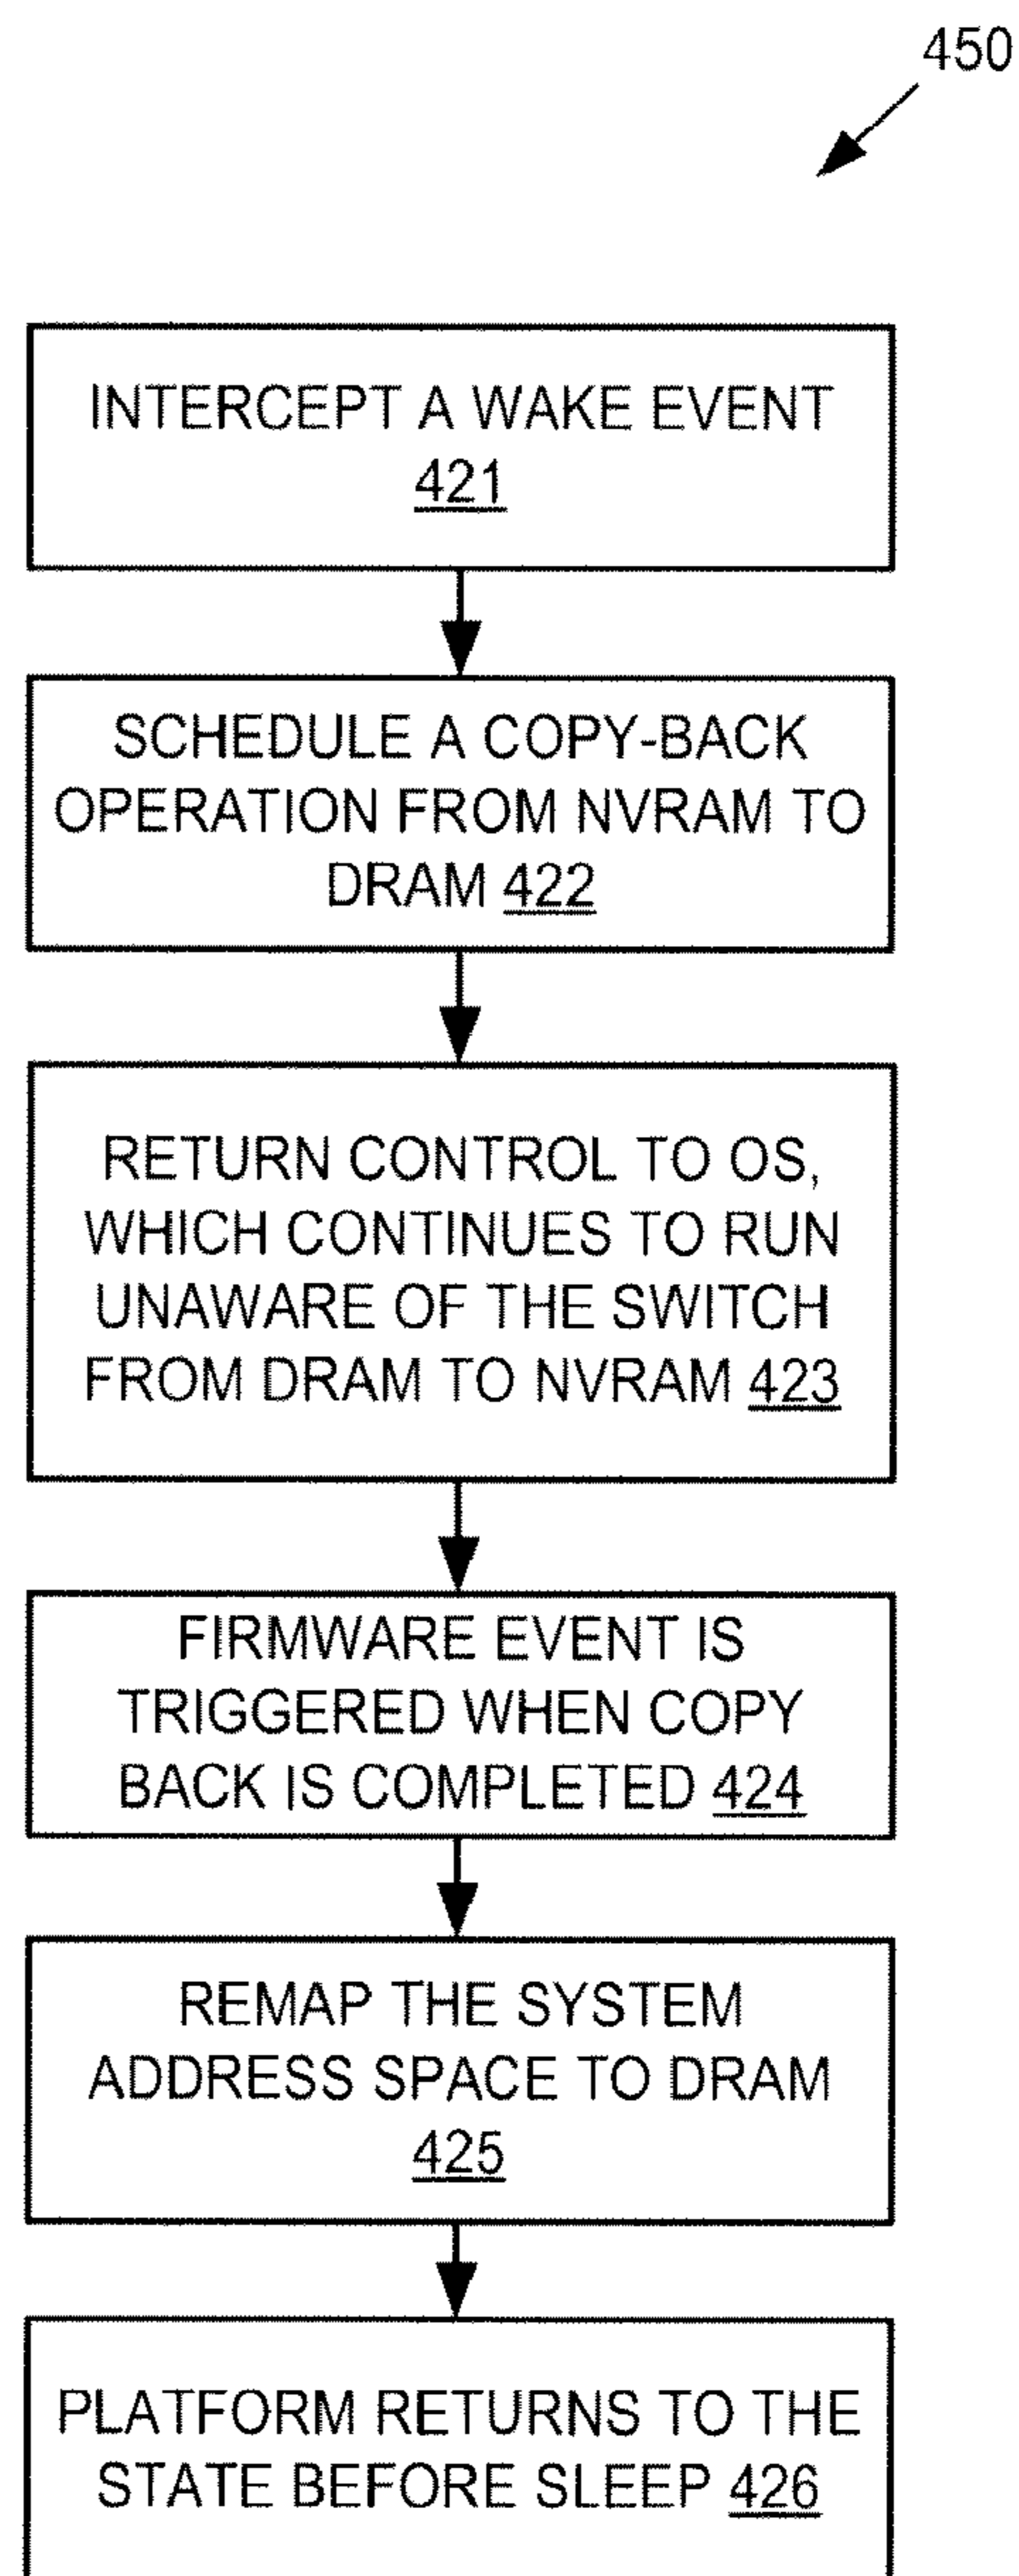 450
INTERCEPT A WAKE EVENT
421
SCHEDULE A COPY-BACK
OPERATION FROM NVRAM TO
DRAM 422
RETURN CONTROL TO OS,
WHICH CONTINUES TO RUN
UNAWARE OF THE SWITCH
FROM DRAM TO NVRAM 423
FIRMWARE EVENT IS
TRIGGERED WHEN COPY
BACK IS COMPLETED 424
REMAP THE SYSTEM
ADDRESS SPACE TO DRAM
425
PLATFORM RETURNS TO THE
STATE BEFORE SLEEP 426